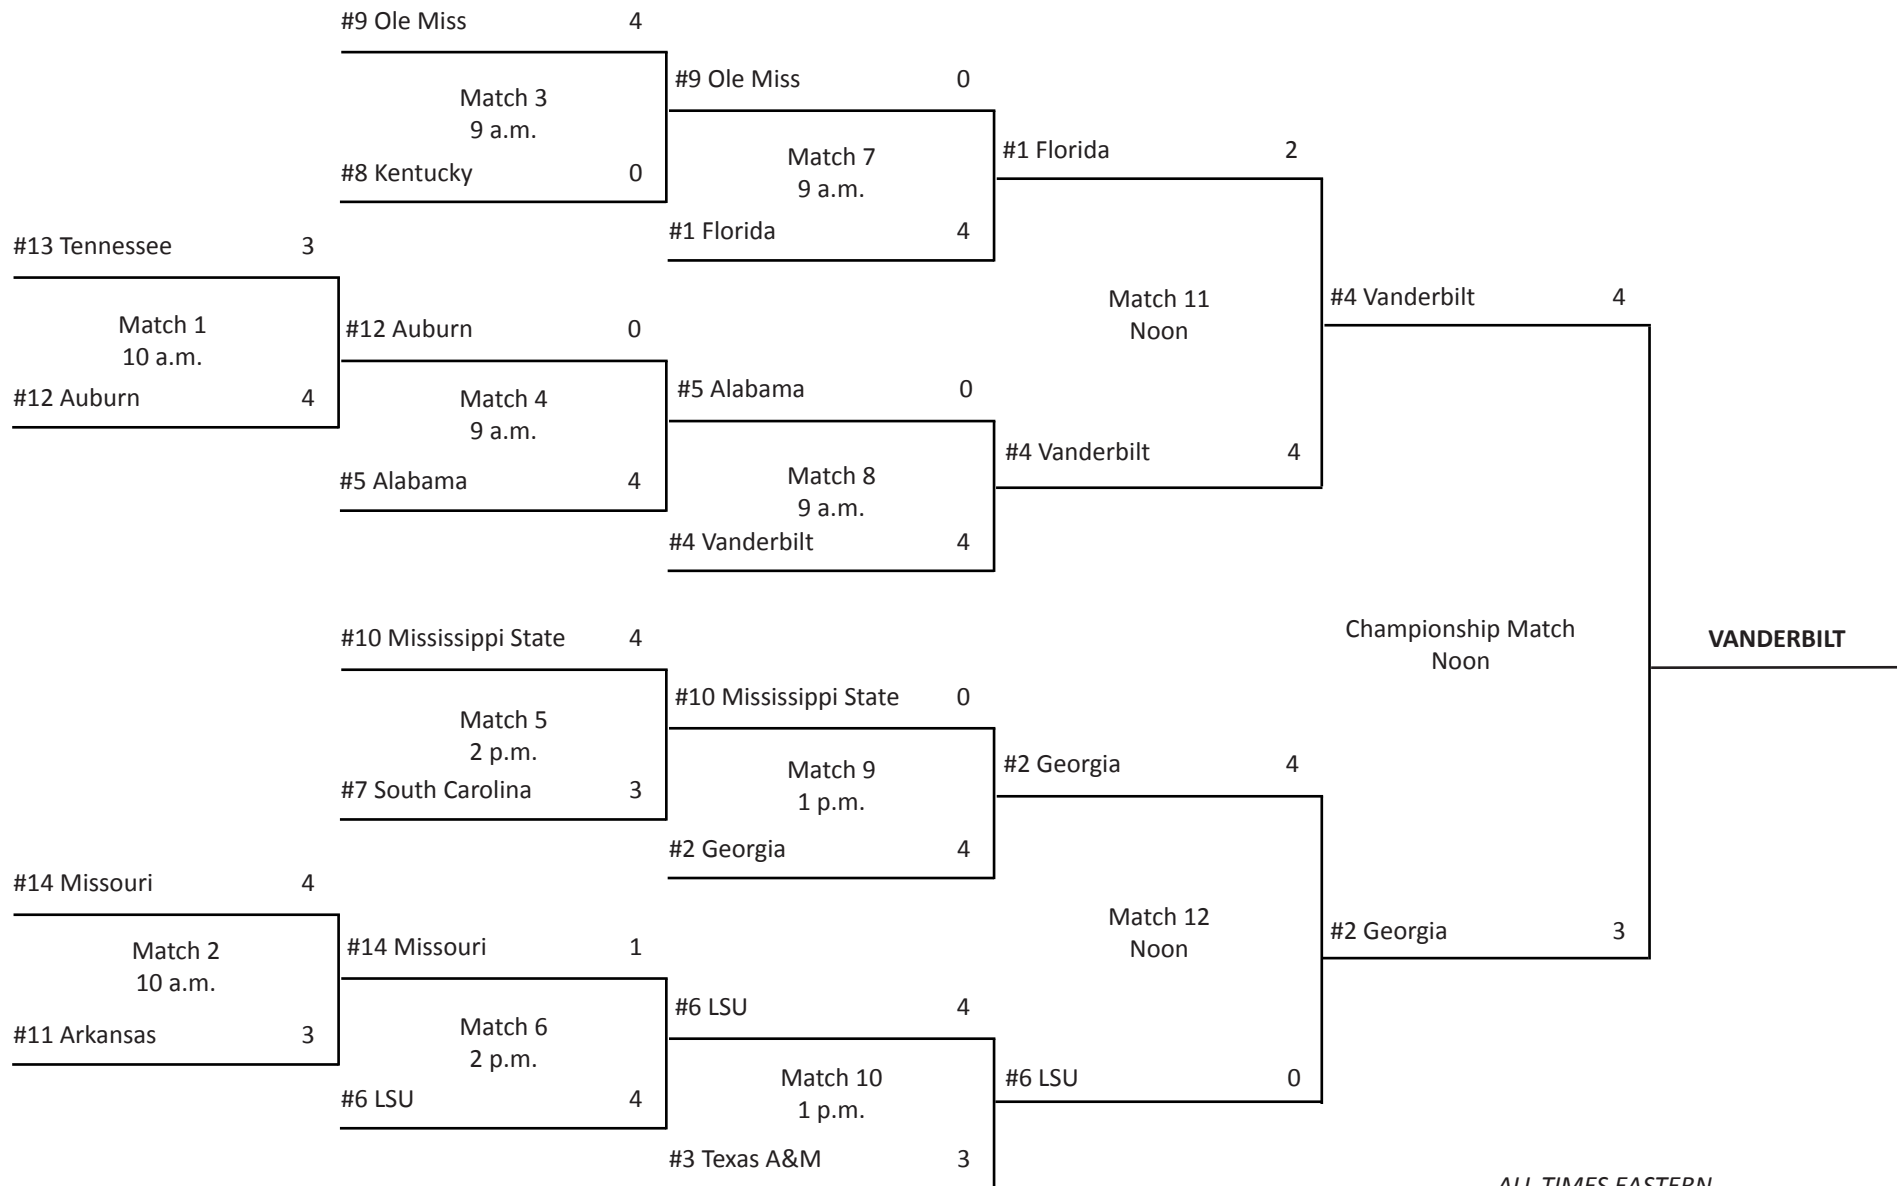 #9 Ole Miss 4
Match 3
9 a.m.
#8 Kentucky 0
#13 Tennessee 3
Match 1
10 a.m.
#12 Auburn 4
#12 Auburn 0
Match 4
9 a.m.
#5 Alabama 4
#9 Ole Miss 0
Match 7
9 a.m.
#1 Florida 4
#5 Alabama 0
Match 8
9 a.m.
#4 Vanderbilt 4
#1 Florida 2
Match 11
Noon
#4 Vanderbilt 4
#10 Mississippi State 4
Match 5
2 p.m.
#7 South Carolina 3
#14 Missouri 4
Match 2
10 a.m.
#11 Arkansas 3
#14 Missouri 1
Match 6
2 p.m.
#6 LSU 4
#10 Mississippi State 0
Match 9
1 p.m.
#2 Georgia 4
#6 LSU 4
Match 10
1 p.m.
#3 Texas A&M 3
#2 Georgia 4
Match 12
Noon
#6 LSU 0
#4 Vanderbilt 4
Championship Match
Noon
#2 Georgia 3
VANDERBILT
ALL TIMES EASTERN